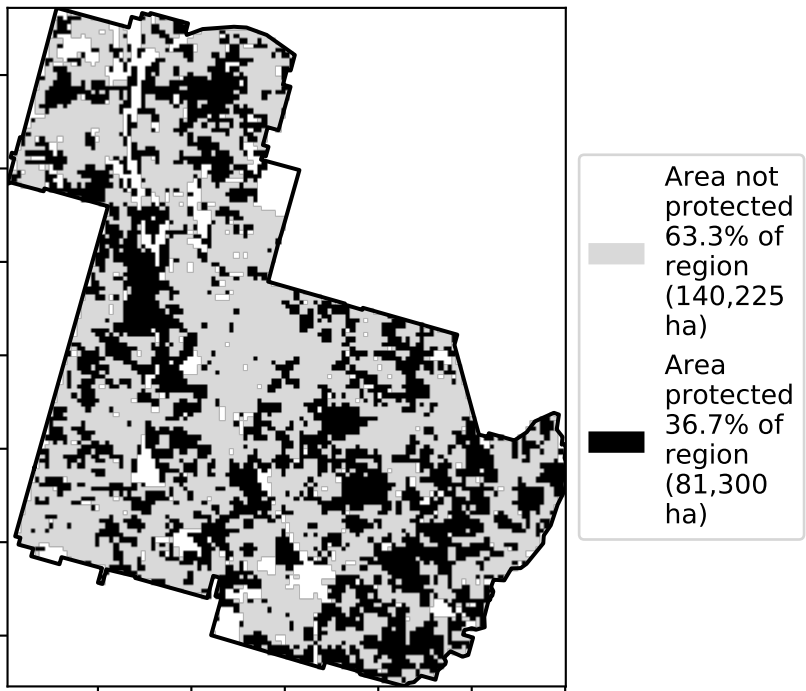 Area not
protected
63.3% of
region
(140,225
ha)
Area
protected
36.7% of
region
(81,300
ha)